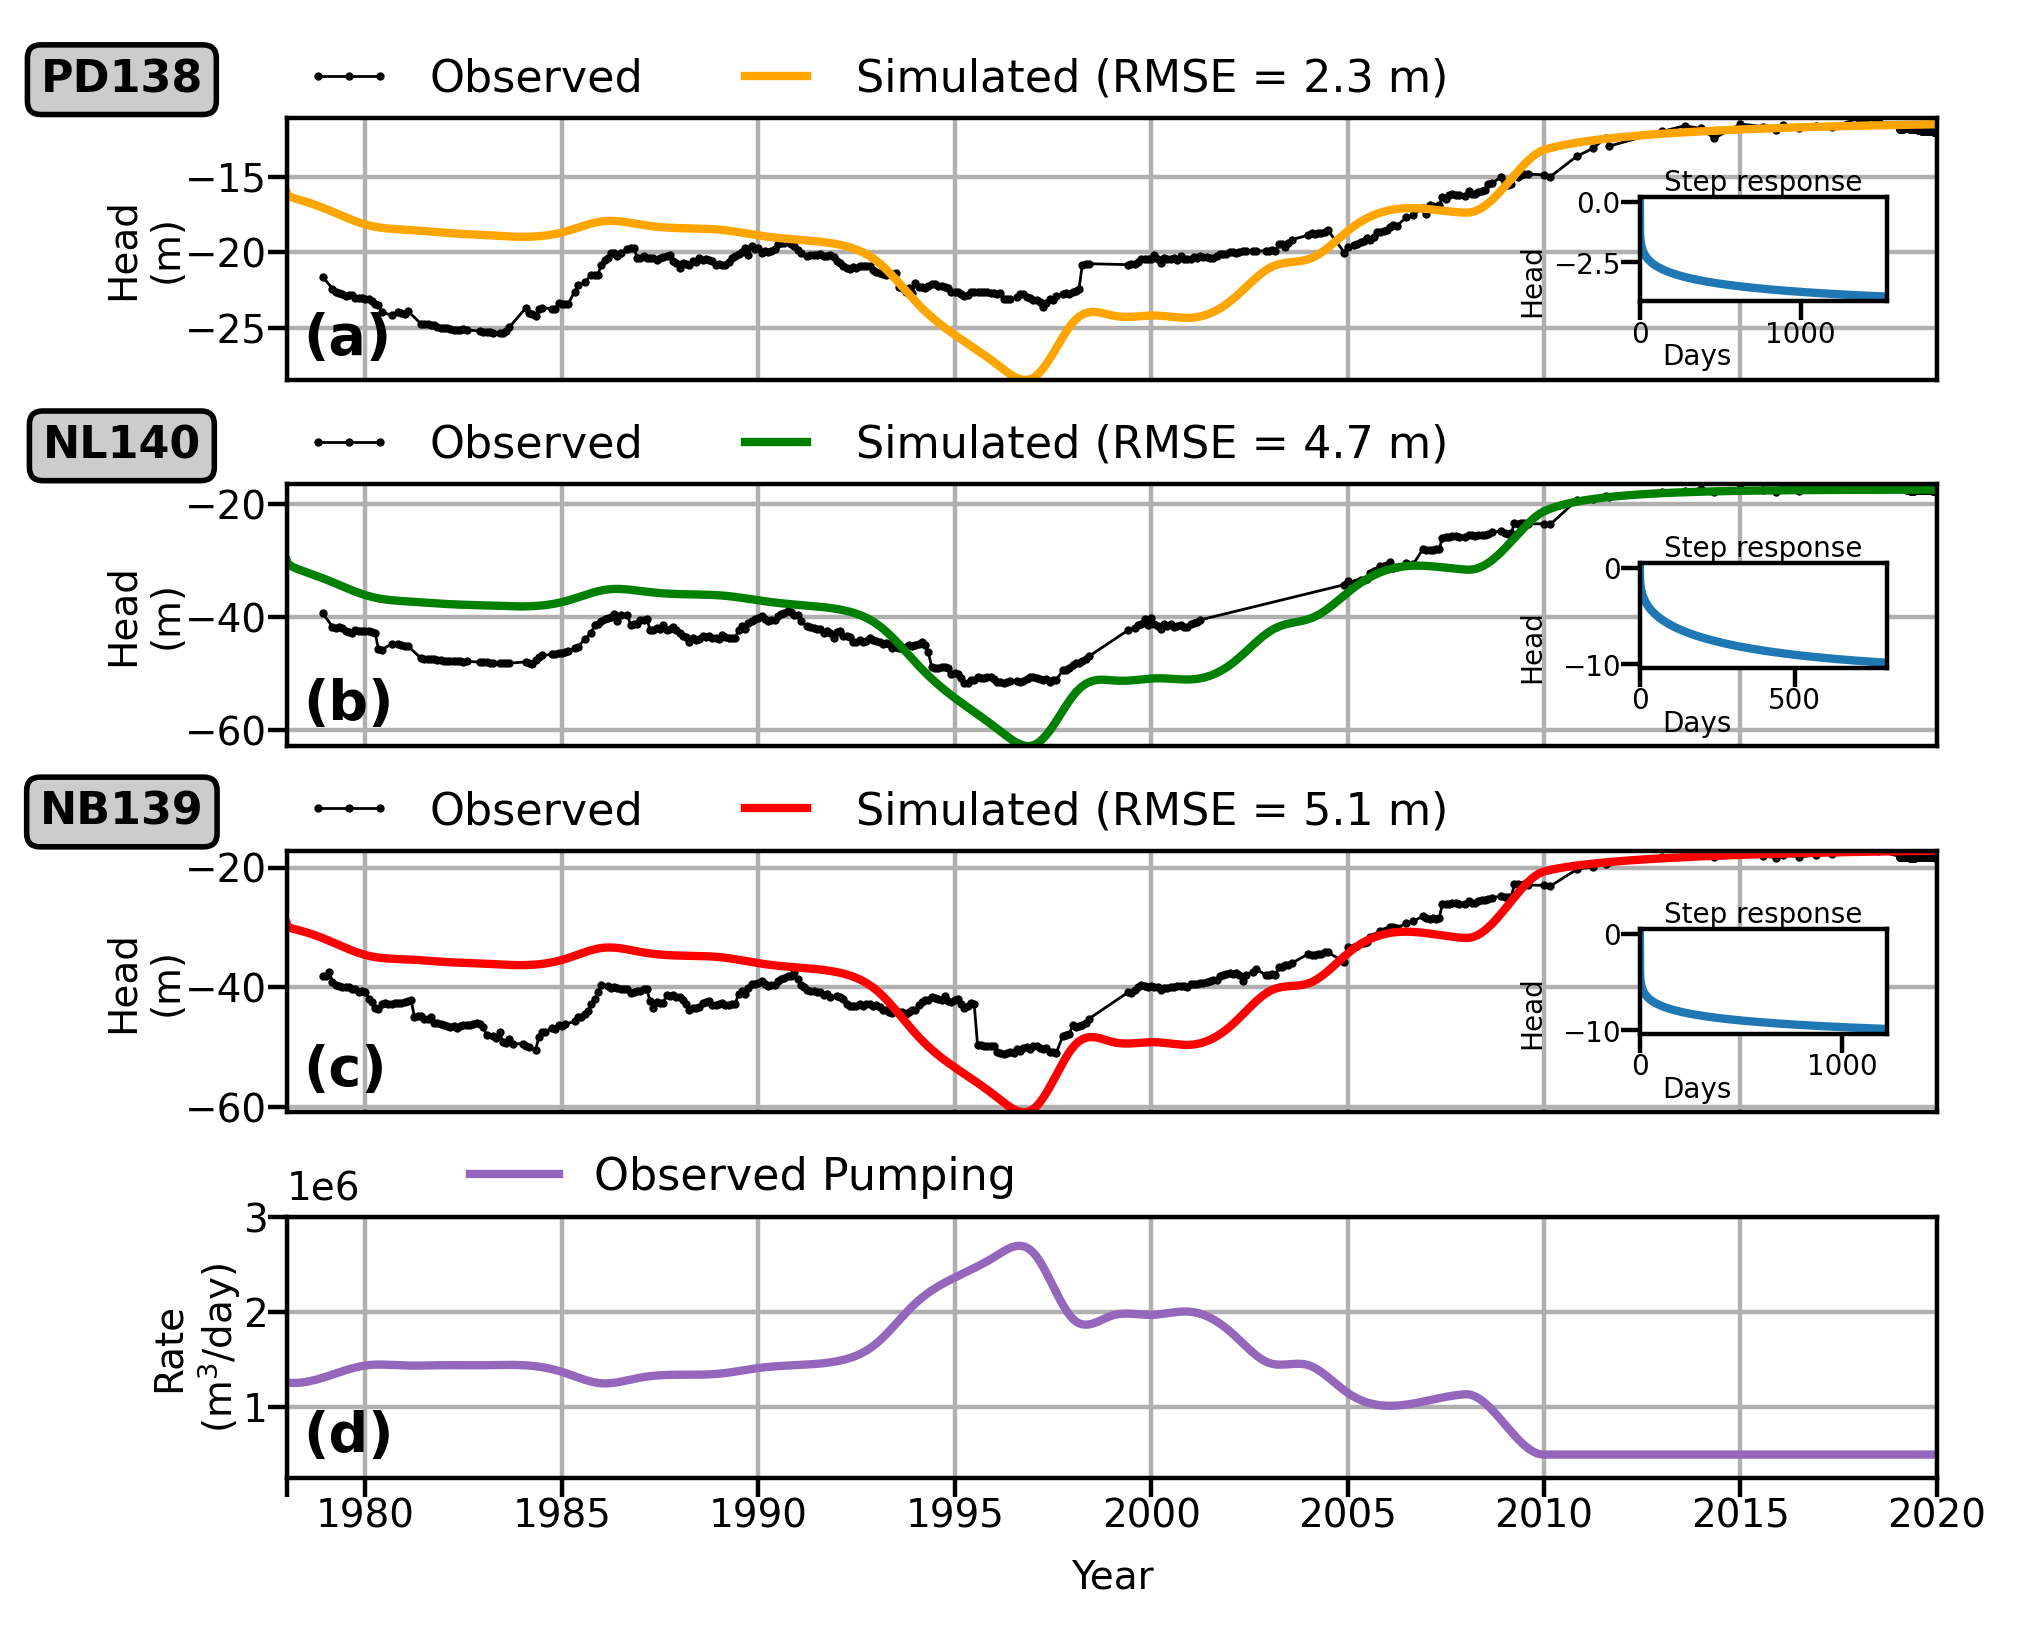 PD138
Observed Simulated (RMSE = 2.3 m)
Head
(m)
−15
−20
−25
(a)
Step response
0.0
−2.5
Head
0 1000
Days
NL140
Observed Simulated (RMSE = 4.7 m)
Head
(m)
−20
−40
−60
(b)
Step response
0
−10
Head
0 500
Days
NB139
Observed Simulated (RMSE = 5.1 m)
Head
(m)
−20
−40
−60
(c)
Step response
0
−10
Head
0 1000
Days
1e6
Observed Pumping
Rate
(m³/day)
3
2
1
(d)
1980 1985 1990 1995 2000 2005 2010 2015 2020
Year